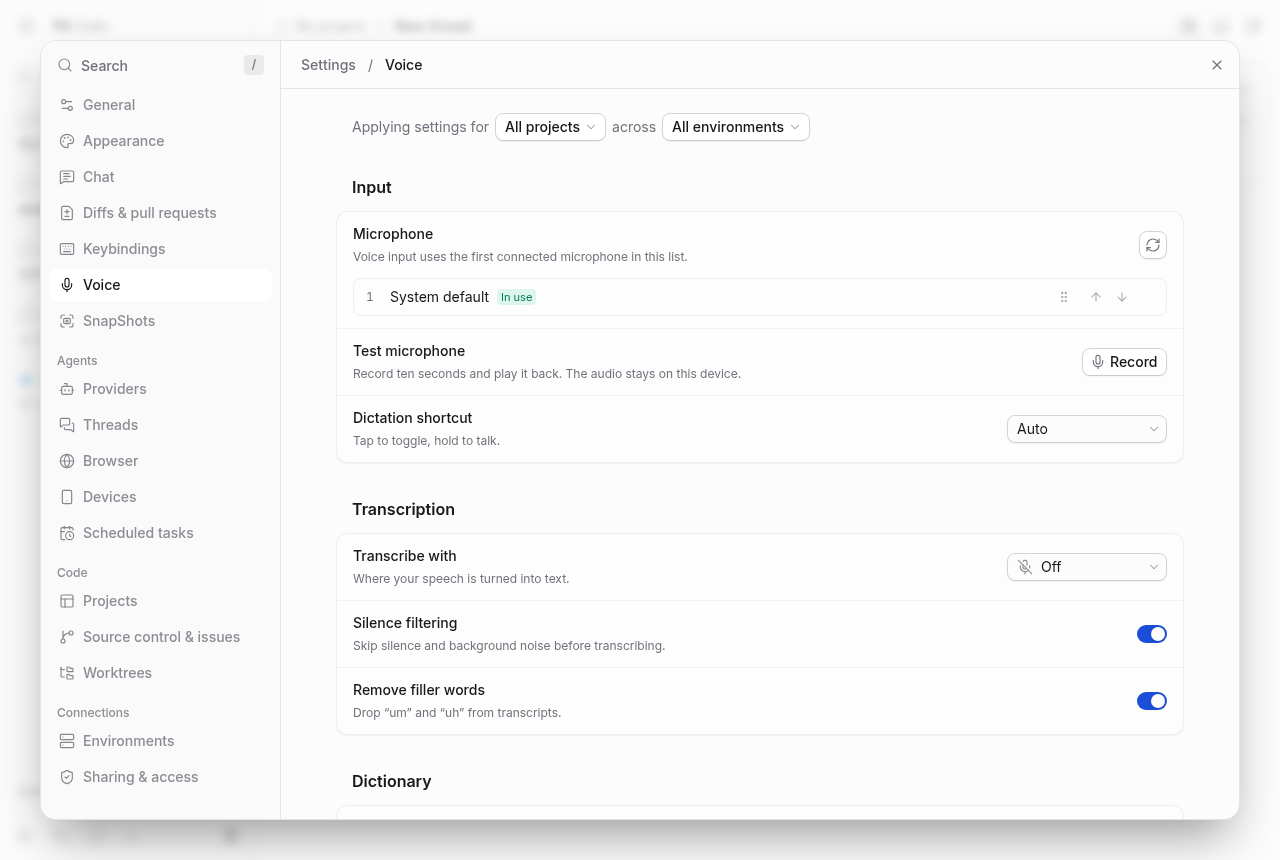 Search /
General
Appearance
Chat
Diffs & pull requests
Keybindings
Voice
SnapShots
Agents
Providers
Threads
Browser
Devices
Scheduled tasks
Code
Projects
Source control & issues
Worktrees
Connections
Environments
Sharing & access
Settings / Voice
Applying settings for All projects across All environments
Input
Microphone
Voice input uses the first connected microphone in this list.
1 System default In use
Test microphone
Record ten seconds and play it back. The audio stays on this device.
Record
Dictation shortcut
Tap to toggle, hold to talk.
Auto
Transcription
Transcribe with
Where your speech is turned into text.
Off
Silence filtering
Skip silence and background noise before transcribing.
Remove filler words
Drop “um” and “uh” from transcripts.
Dictionary